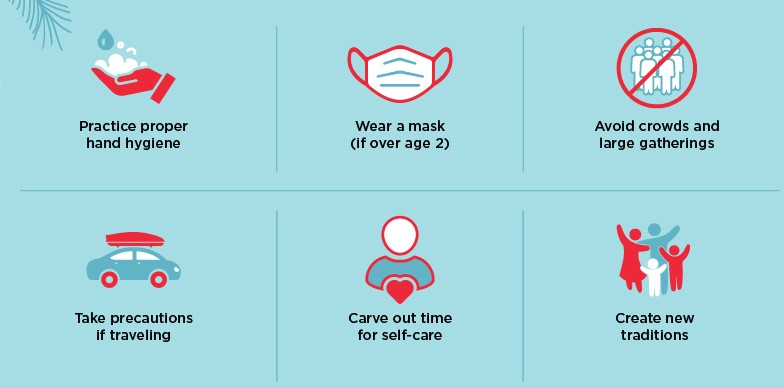 Practice proper
hand hygiene
Wear a mask
(if over age 2)
Avoid crowds and
large gatherings
Take precautions
if traveling
Carve out time
for self-care
Create new
traditions